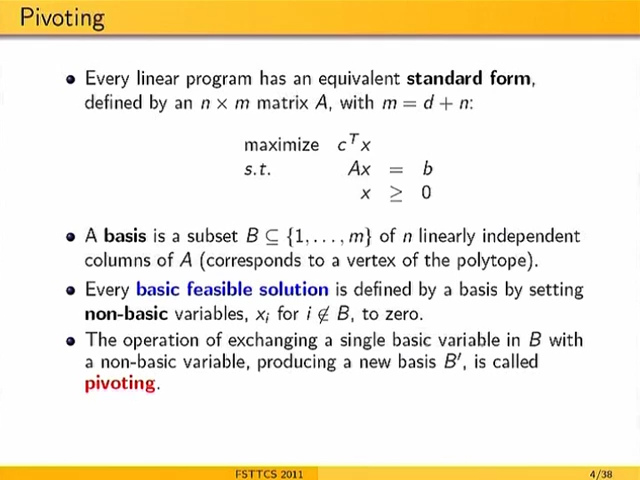 Pivoting
Every linear program has an equivalent standard form,
defined by an n × m matrix A, with m = d + n:
maximize c^T x
s.t. Ax = b
x ≥ 0
A basis is a subset B ⊆ {1, . . . , m} of n linearly independent
columns of A (corresponds to a vertex of the polytope).
Every basic feasible solution is defined by a basis by setting
non-basic variables, x_i for i ∉ B, to zero.
The operation of exchanging a single basic variable in B with
a non-basic variable, producing a new basis B′, is called
pivoting.
FSTTCS 2011 4/38